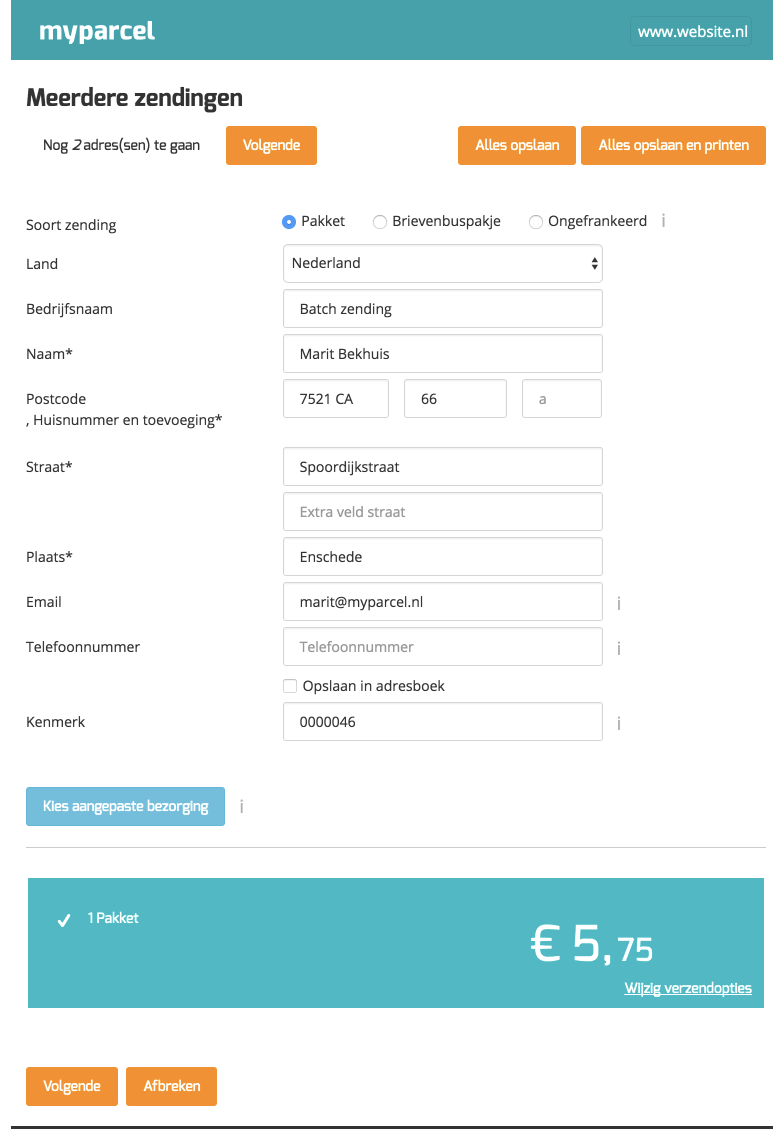 myparcel
www.website.nl
Meerdere zendingen
Nog 2 adres(sen) te gaan
Volgende
Alles opslaan
Alles opslaan en printen
Soort zending
Pakket
Brievenbuspakje
Ongefrankeerd
i
Land
Nederland
Bedrijfsnaam
Batch zending
Naam*
Marit Bekhuis
Postcode
, Huisnummer en toevoeging*
7521 CA
66
a
Straat*
Spoordijkstraat
Extra veld straat
Plaats*
Enschede
Email
marit@myparcel.nl
i
Telefoonnummer
Telefoonnummer
i
Opslaan in adresboek
Kenmerk
0000046
i
Kies aangepaste bezorging
i
1 Pakket
€ 5,75
Wijzig verzendopties
Volgende
Afbreken